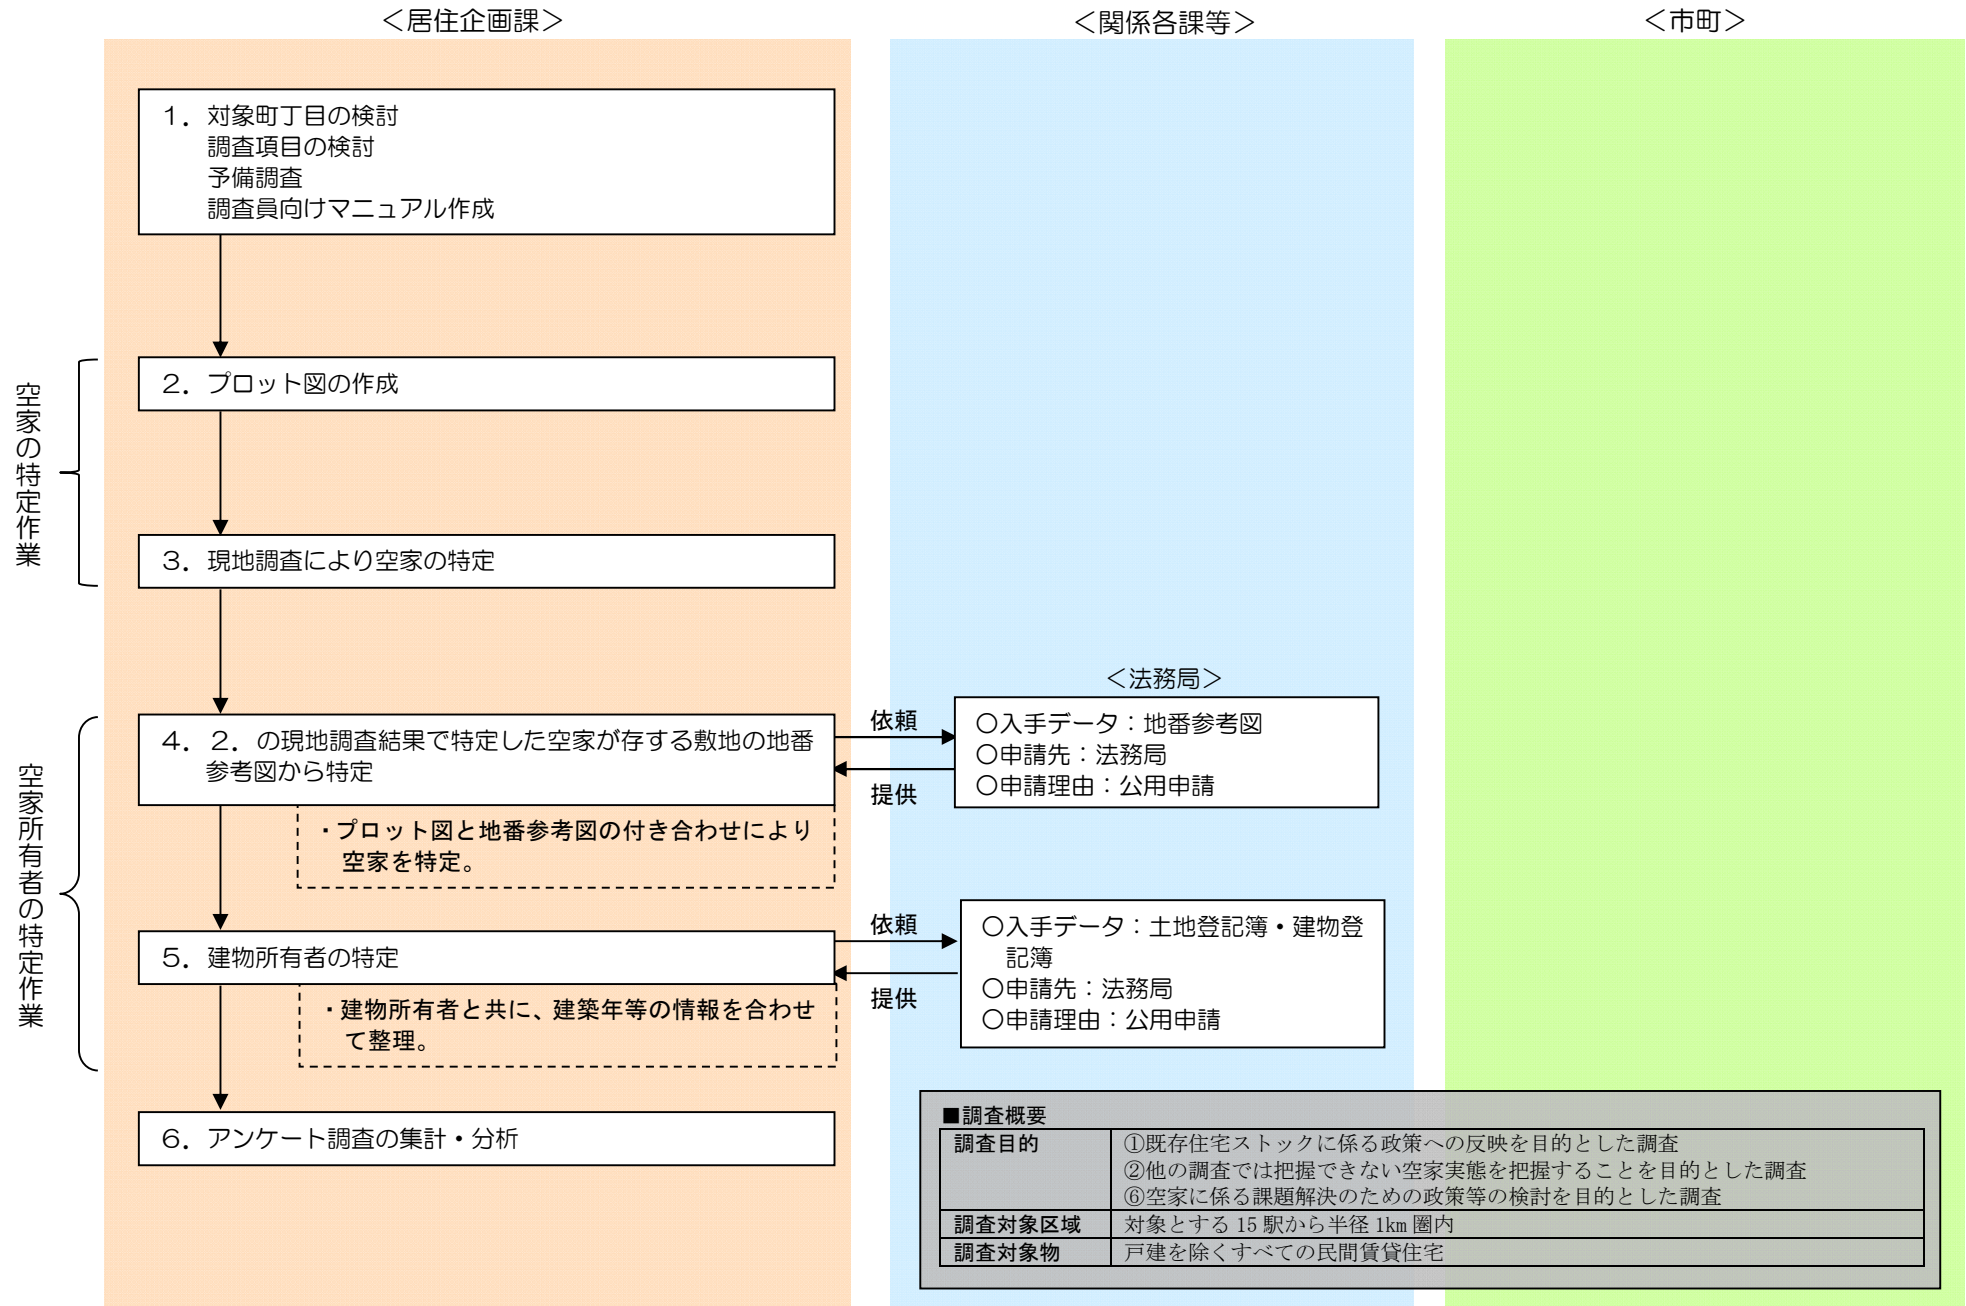 ＜居住企画課＞
＜関係各課等＞
＜市町＞
１．対象町丁目の検討
調査項目の検討
予備調査
調査員向けマニュアル作成
空家の特定作業
２．プロット図の作成
３．現地調査により空家の特定
空家所有者の特定作業
４．２．の現地調査結果で特定した空家が存する敷地の地番
参考図から特定
・プロット図と地番参考図の付き合わせにより
空家を特定。
依頼
提供
＜法務局＞
○入手データ：地番参考図
○申請先：法務局
○申請理由：公用申請
５．建物所有者の特定
・建物所有者と共に、建築年等の情報を合わせ
て整理。
依頼
提供
○入手データ：土地登記簿・建物登
記簿
○申請先：法務局
○申請理由：公用申請
６．アンケート調査の集計・分析
■調査概要
調査目的
①既存住宅ストックに係る政策への反映を目的とした調査
②他の調査では把握できない空家実態を把握することを目的とした調査
⑥空家に係る課題解決のための政策等の検討を目的とした調査
調査対象区域 対象とする 15 駅から半径 1km 圏内
調査対象物 戸建を除くすべての民間賃貸住宅